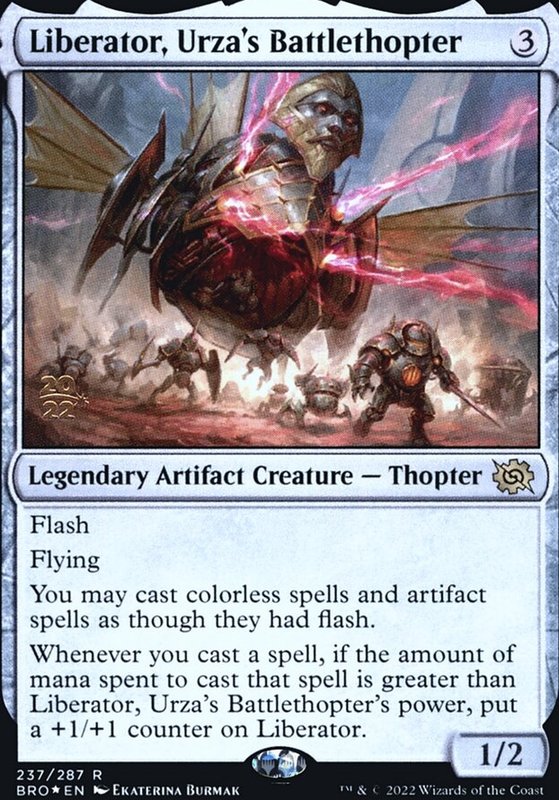 Liberator, Urza's Battlethopter 3
20
22
Legendary Artifact Creature — Thopter
Flash
Flying
You may cast colorless spells and artifact
spells as though they had flash.
Whenever you cast a spell, if the amount of
mana spent to cast that spell is greater than
Liberator, Urza's Battlethopter's power, put
a +1/+1 counter on Liberator.
1/2
237/287 R
BRO★EN Ekaterina Burmak
™ & © 2022 Wizards of the Coast